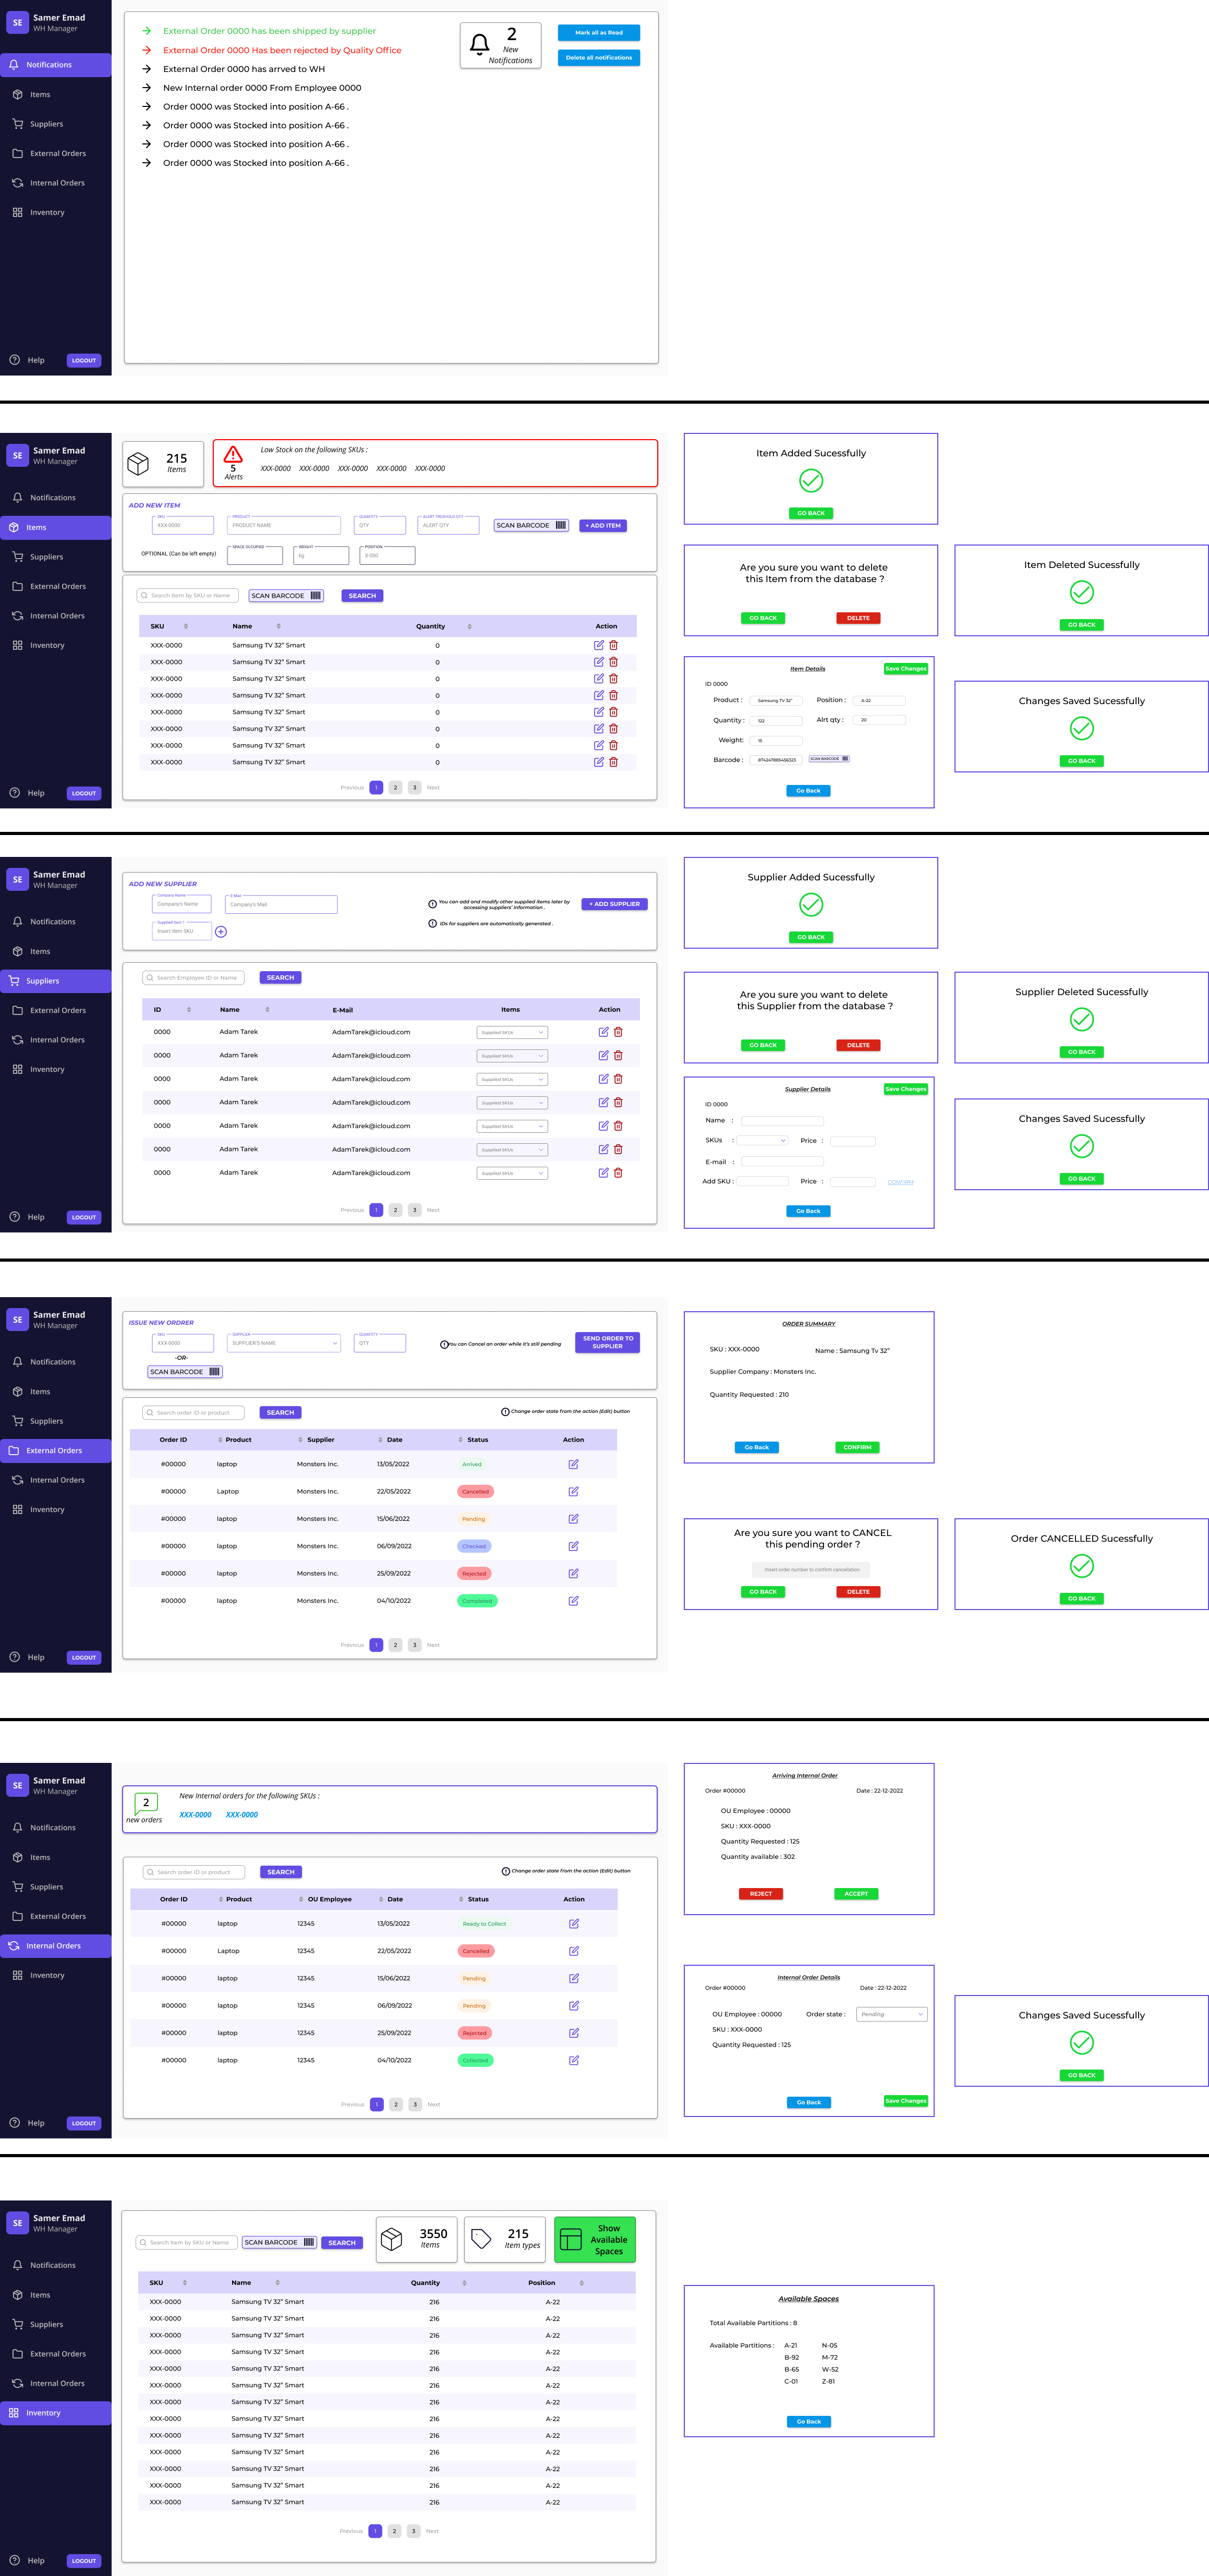 SE
Samer Emad
WH Manager
Notifications
Items
Suppliers
External Orders
Internal Orders
Inventory
Help
LOGOUT
External Order 0000 has been shipped by supplier
External Order 0000 Has been rejected by Quality Office
External Order 0000 has arrved to WH
New Internal order 0000 From Employee 0000
Order 0000 was Stocked into position A-66 .
Order 0000 was Stocked into position A-66 .
Order 0000 was Stocked into position A-66 .
Order 0000 was Stocked into position A-66 .
2
New
Notifications
Mark all as Read
Delete all notifications
SE
Samer Emad
WH Manager
Notifications
Items
Suppliers
External Orders
Internal Orders
Inventory
Help
LOGOUT
215
Items
5
Alerts
Low Stock on the following SKUs :
XXX-0000 XXX-0000 XXX-0000 XXX-0000 XXX-0000
ADD NEW ITEM
SKU
XXX-0000
PRODUCT
PRODUCT NAME
QUANTITY
QTY
ALERT TRESHOLD QTY
ALERT QTY
SCAN BARCODE
+ ADD ITEM
OPTIONAL (Can be left empty)
SPACE OCCUPIED
WEIGHT
kg
POSITION
Search Item by SKU or Name
SCAN BARCODE
SEARCH
SKU Name Quantity Action
XXX-0000 Samsung TV 32" Smart 0
XXX-0000 Samsung TV 32" Smart 0
XXX-0000 Samsung TV 32" Smart 0
XXX-0000 Samsung TV 32" Smart 0
XXX-0000 Samsung TV 32" Smart 0
XXX-0000 Samsung TV 32" Smart 0
XXX-0000 Samsung TV 32" Smart 0
XXX-0000 Samsung TV 32" Smart 0
Previous 1 2 3 Next
Item Added Sucessfully
GO BACK
Are you sure you want to delete
this Item from the database ?
GO BACK
DELETE
Item Deleted Sucessfully
GO BACK
Item Details
Save Changes
ID 0000
Product : Samsung TV 32" Position : A-22
Quantity : 122 Alrt qty : 20
Weight: 15
Barcode : SCAN BARCODE
Go Back
Changes Saved Sucessfully
GO BACK
SE
Samer Emad
WH Manager
Notifications
Items
Suppliers
External Orders
Internal Orders
Inventory
Help
LOGOUT
ADD NEW SUPPLIER
Company Name
Company's Name
E-Mail
Company's Mail
Supplied Item 1
Insert Item SKU
You can add and modify other supplied Items later by
accessing suppliers' information .
IDs for suppliers are automatically generated .
+ ADD SUPPLIER
Search Employee ID or Name
SEARCH
ID Name E-Mail Items Action
0000 Adam Tarek AdamTarek@icloud.com Supplied SKUs
0000 Adam Tarek AdamTarek@icloud.com Supplied SKUs
0000 Adam Tarek AdamTarek@icloud.com Supplied SKUs
0000 Adam Tarek AdamTarek@icloud.com Supplied SKUs
0000 Adam Tarek AdamTarek@icloud.com Supplied SKUs
0000 Adam Tarek AdamTarek@icloud.com Supplied SKUs
0000 Adam Tarek AdamTarek@icloud.com Supplied SKUs
Previous 1 2 3 Next
Supplier Added Sucessfully
GO BACK
Are you sure you want to delete
this Supplier from the database ?
GO BACK
DELETE
Supplier Deleted Sucessfully
GO BACK
Supplier Details
Save Changes
ID 0000
Name :
SKUs : Price :
E-mail :
Add SKU : Price : CONFIRM
Go Back
Changes Saved Sucessfully
GO BACK
SE
Samer Emad
WH Manager
Notifications
Items
Suppliers
External Orders
Internal Orders
Inventory
Help
LOGOUT
ISSUE NEW ORDRER
SKU
XXX-0000
SUPPLIER
SUPPLIER'S NAME
QUANTITY
QTY
-OR-
SCAN BARCODE
You can Cancel an order while it's still pending
SEND ORDER TO
SUPPLIER
Search order ID or product
SEARCH
Change order state from the action (Edit) button
Order ID Product Supplier Date Status Action
#00000 laptop Monsters Inc. 13/05/2022 Arrived
#00000 Laptop Monsters Inc. 22/05/2022 Cancelled
#00000 laptop Monsters Inc. 15/06/2022 Pending
#00000 laptop Monsters Inc. 06/09/2022 Checked
#00000 laptop Monsters Inc. 25/09/2022 Rejected
#00000 laptop Monsters Inc. 04/10/2022 Completed
Previous 1 2 3 Next
ORDER SUMMARY
SKU : XXX-0000 Name : Samsung Tv 32"
Supplier Company : Monsters Inc.
Quantity Requested : 210
Go Back
CONFIRM
Are you sure you want to CANCEL
this pending order ?
Insert order number to confirm cancellation
GO BACK
DELETE
Order CANCELLED Sucessfully
GO BACK
SE
Samer Emad
WH Manager
Notifications
Items
Suppliers
External Orders
Internal Orders
Inventory
Help
LOGOUT
2
new orders
New Internal orders for the following SKUs :
XXX-0000 XXX-0000
Search order ID or product
SEARCH
Change order state from the action (Edit) button
Order ID Product OU Employee Date Status Action
#00000 laptop 12345 13/05/2022 Ready to Collect
#00000 Laptop 12345 22/05/2022 Cancelled
#00000 laptop 12345 15/06/2022 Pending
#00000 laptop 12345 06/09/2022 Pending
#00000 laptop 12345 25/09/2022 Rejected
#00000 laptop 12345 04/10/2022 Collected
Previous 1 2 3 Next
Arriving Internal Order
Order #00000 Date : 22-12-2022
OU Employee : 00000
SKU : XXX-0000
Quantity Requested : 125
Quantity available : 302
REJECT
ACCEPT
Internal Order Details
Order #00000 Date : 22-12-2022
OU Employee : 00000 Order state : Pending
SKU : XXX-0000
Quantity Requested : 125
Go Back
Save Changes
Changes Saved Sucessfully
GO BACK
SE
Samer Emad
WH Manager
Notifications
Items
Suppliers
External Orders
Internal Orders
Inventory
Help
LOGOUT
Search Item by SKU or Name
SCAN BARCODE
SEARCH
3550
Items
215
Item types
Show
Available
Spaces
SKU Name Quantity Position
XXX-0000 Samsung TV 32" Smart 216 A-22
XXX-0000 Samsung TV 32" Smart 216 A-22
XXX-0000 Samsung TV 32" Smart 216 A-22
XXX-0000 Samsung TV 32" Smart 216 A-22
XXX-0000 Samsung TV 32" Smart 216 A-22
XXX-0000 Samsung TV 32" Smart 216 A-22
XXX-0000 Samsung TV 32" Smart 216 A-22
XXX-0000 Samsung TV 32" Smart 216 A-22
XXX-0000 Samsung TV 32" Smart 216 A-22
XXX-0000 Samsung TV 32" Smart 216 A-22
XXX-0000 Samsung TV 32" Smart 216 A-22
XXX-0000 Samsung TV 32" Smart 216 A-22
XXX-0000 Samsung TV 32" Smart 216 A-22
Previous 1 2 3 Next
Available Spaces
Total Available Partitions : 8
Available Partitions : A-21 N-05
B-92 M-72
B-65 W-52
C-01 Z-81
Go Back